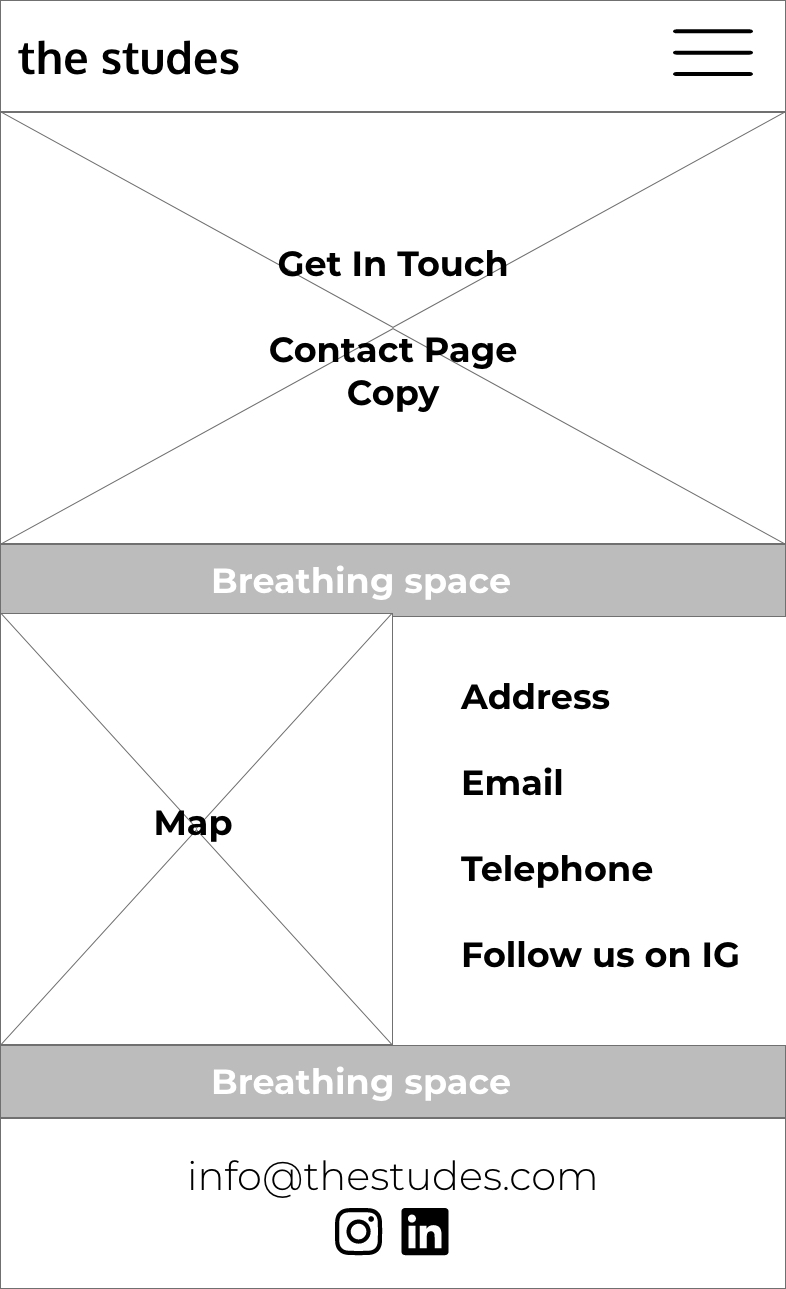 the studes
Get In Touch
Contact Page
Copy
Breathing space
Map
Address
Email
Telephone
Follow us on IG
Breathing space
info@thestudes.com
in